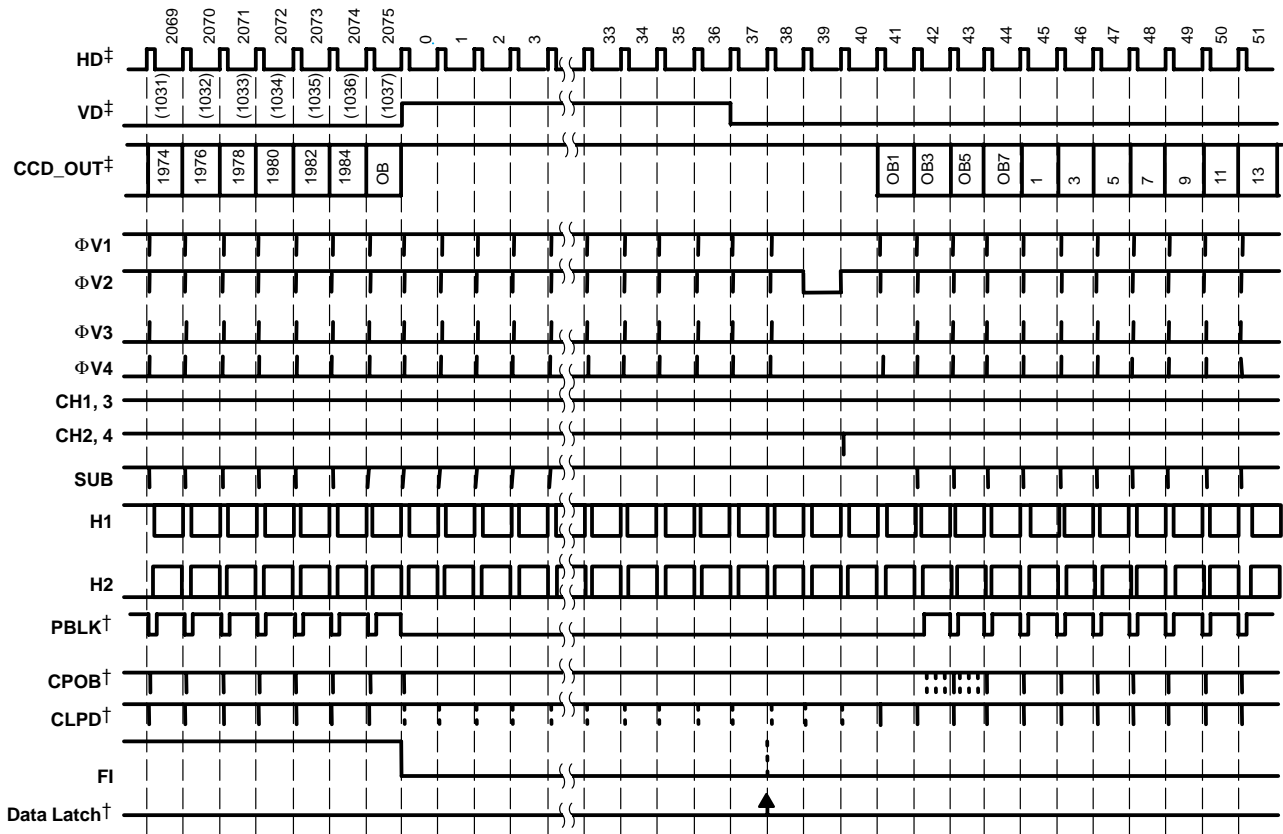 2069 2070 2071 2072 2073 2074 2075 0 1 2 3 33 34 35 36 37 38 39 40 41 42 43 44 45 46 47 48 49 50 51
HD‡
(1031) (1032) (1033) (1034) (1035) (1036) (1037)
VD‡
CCD_OUT‡ 1974 1976 1978 1980 1982 1984 OB OB1 OB3 OB5 OB7 1 3 5 7 9 11 13
ΦV1
ΦV2
ΦV3
ΦV4
CH1, 3
CH2, 4
SUB
H1
H2
PBLK†
CPOB†
CLPD†
FI
Data Latch†